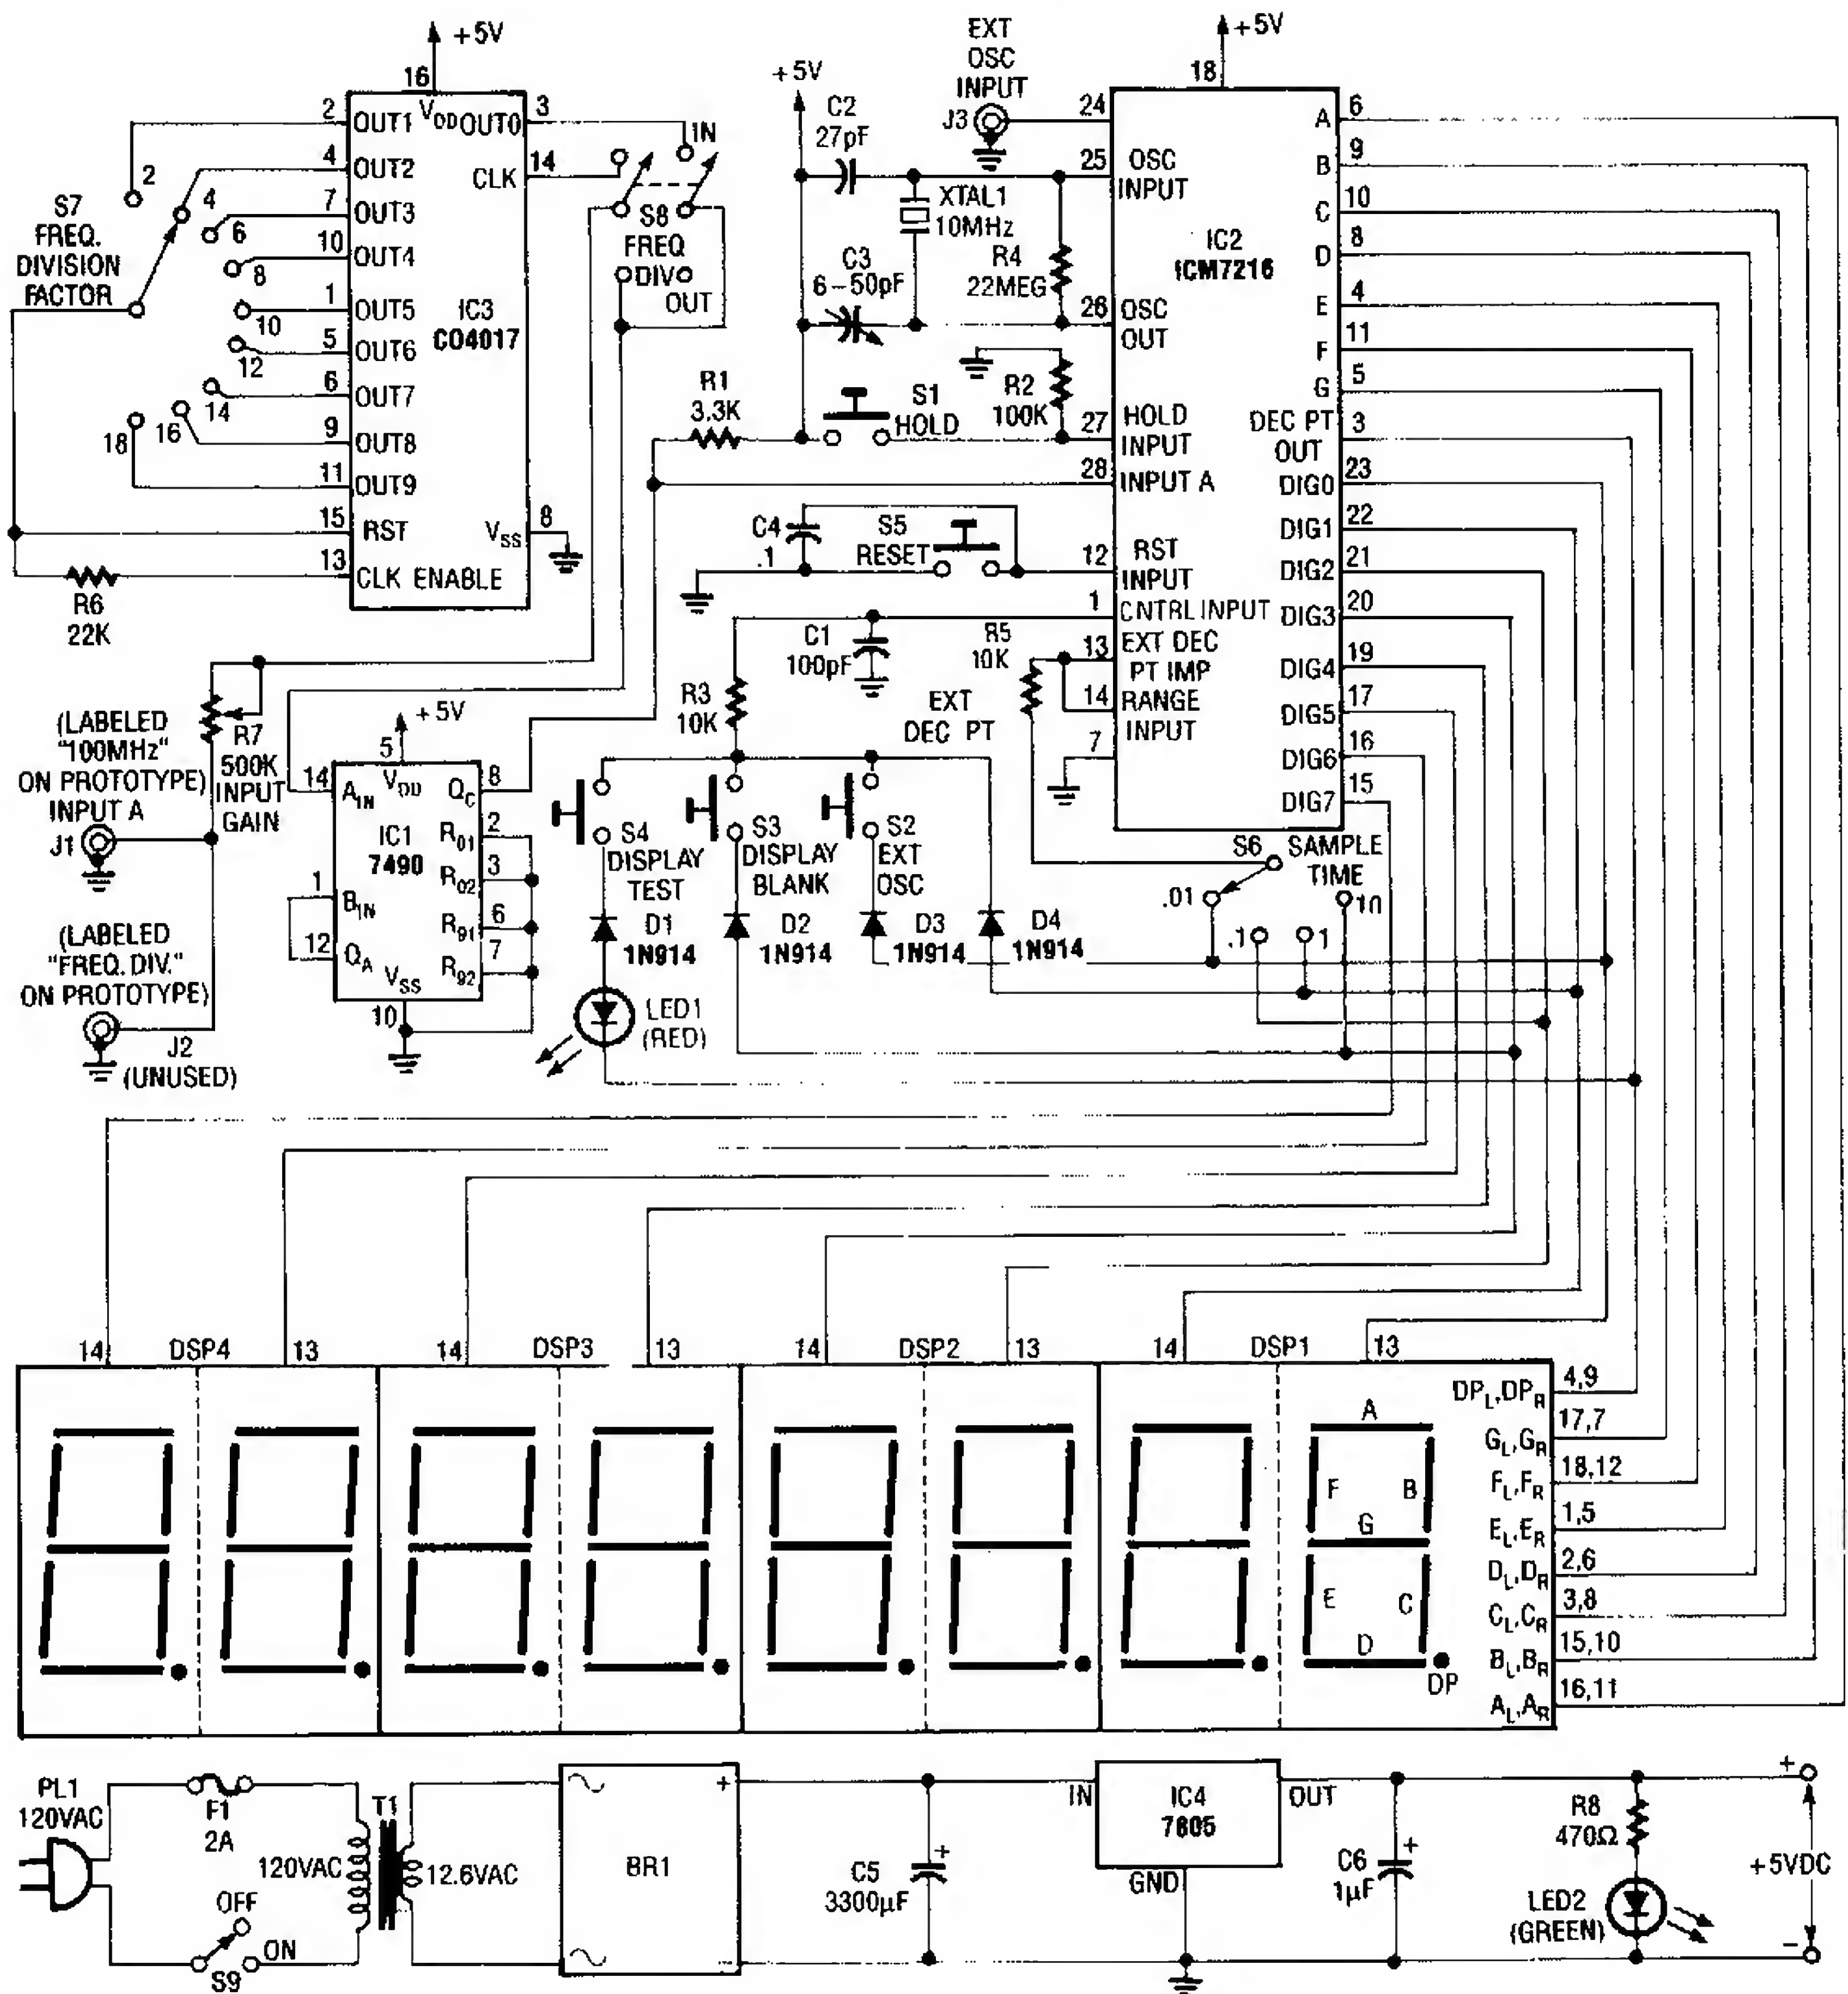 +5V
16
2
OUT1
VDD
OUT0
3
4
OUT2
CLK
14
7
OUT3
10
OUT4
1
OUT5
5
OUT6
6
OUT7
9
OUT8
11
OUT9
15
RST
VSS
8
13
CLK ENABLE
IC3
CO4017
S7
FREQ.
DIVISION
FACTOR
2
4
6
8
10
12
14
16
18
R6
22K
IN
S8
FREQ
DIV
OUT
+5V
C2
27pF
EXT
OSC
INPUT
J3
XTAL1
10MHz
R4
22MEG
C3
6-50pF
R1
3.3K
S1
HOLD
R2
100K
C4
.1
S5
RESET
C1
100pF
R5
10K
R3
10K
EXT
DEC PT
+5V
18
IC2
ICM7216
24
25
OSC
INPUT
26
OSC
OUT
27
HOLD
INPUT
28
INPUT A
12
RST
INPUT
1
CNTRL INPUT
13
EXT DEC
PT IMP
14
RANGE
INPUT
7
A
6
B
9
C
10
D
8
E
4
F
11
G
5
DEC PT
OUT
3
DIG0
23
DIG1
22
DIG2
21
DIG3
20
DIG4
19
DIG5
17
DIG6
16
DIG7
15
(LABELED
"100MHz"
ON PROTOTYPE)
INPUT A
J1
R7
500K
INPUT
GAIN
(LABELED
"FREQ. DIV."
ON PROTOTYPE)
J2
(UNUSED)
+5V
5
14
AIN
VDD
QC
8
IC1
7490
R01
2
R02
3
1
BIN
R91
6
12
QA
R92
7
VSS
10
S4
DISPLAY
TEST
S3
DISPLAY
BLANK
S2
EXT
OSC
D1
1N914
D2
1N914
D3
1N914
D4
1N914
LED1
(RED)
S6
SAMPLE
TIME
.01
.1
1
10
14
DSP4
13
14
DSP3
13
14
DSP2
13
14
DSP1
13
A
F
B
G
E
C
D
DP
DPL,DPR
4,9
GL,GR
17,7
FL,FR
18,12
EL,ER
1,5
DL,DR
2,6
CL,CR
3,8
BL,BR
15,10
AL,AR
16,11
PL1
120VAC
F1
2A
T1
120VAC
12.6VAC
OFF
ON
S9
BR1
+
-
C5
3300µF
+
IN
IC4
7805
OUT
GND
C6
1µF
+
R8
470Ω
LED2
(GREEN)
+
+5VDC
-